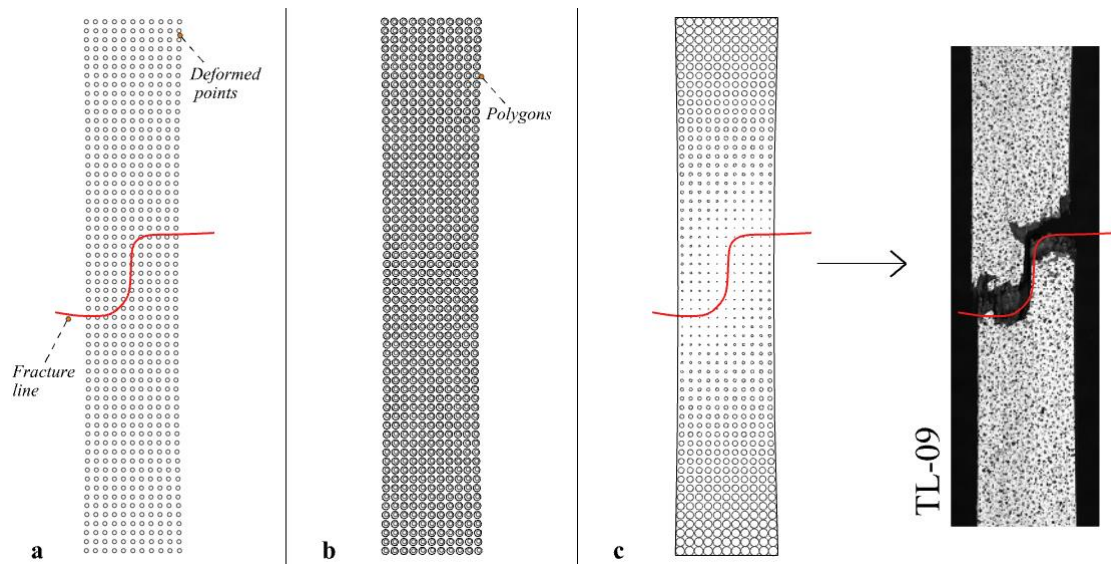 Deformed
points
Fracture
line
a
Polygons
b
c
TL-09